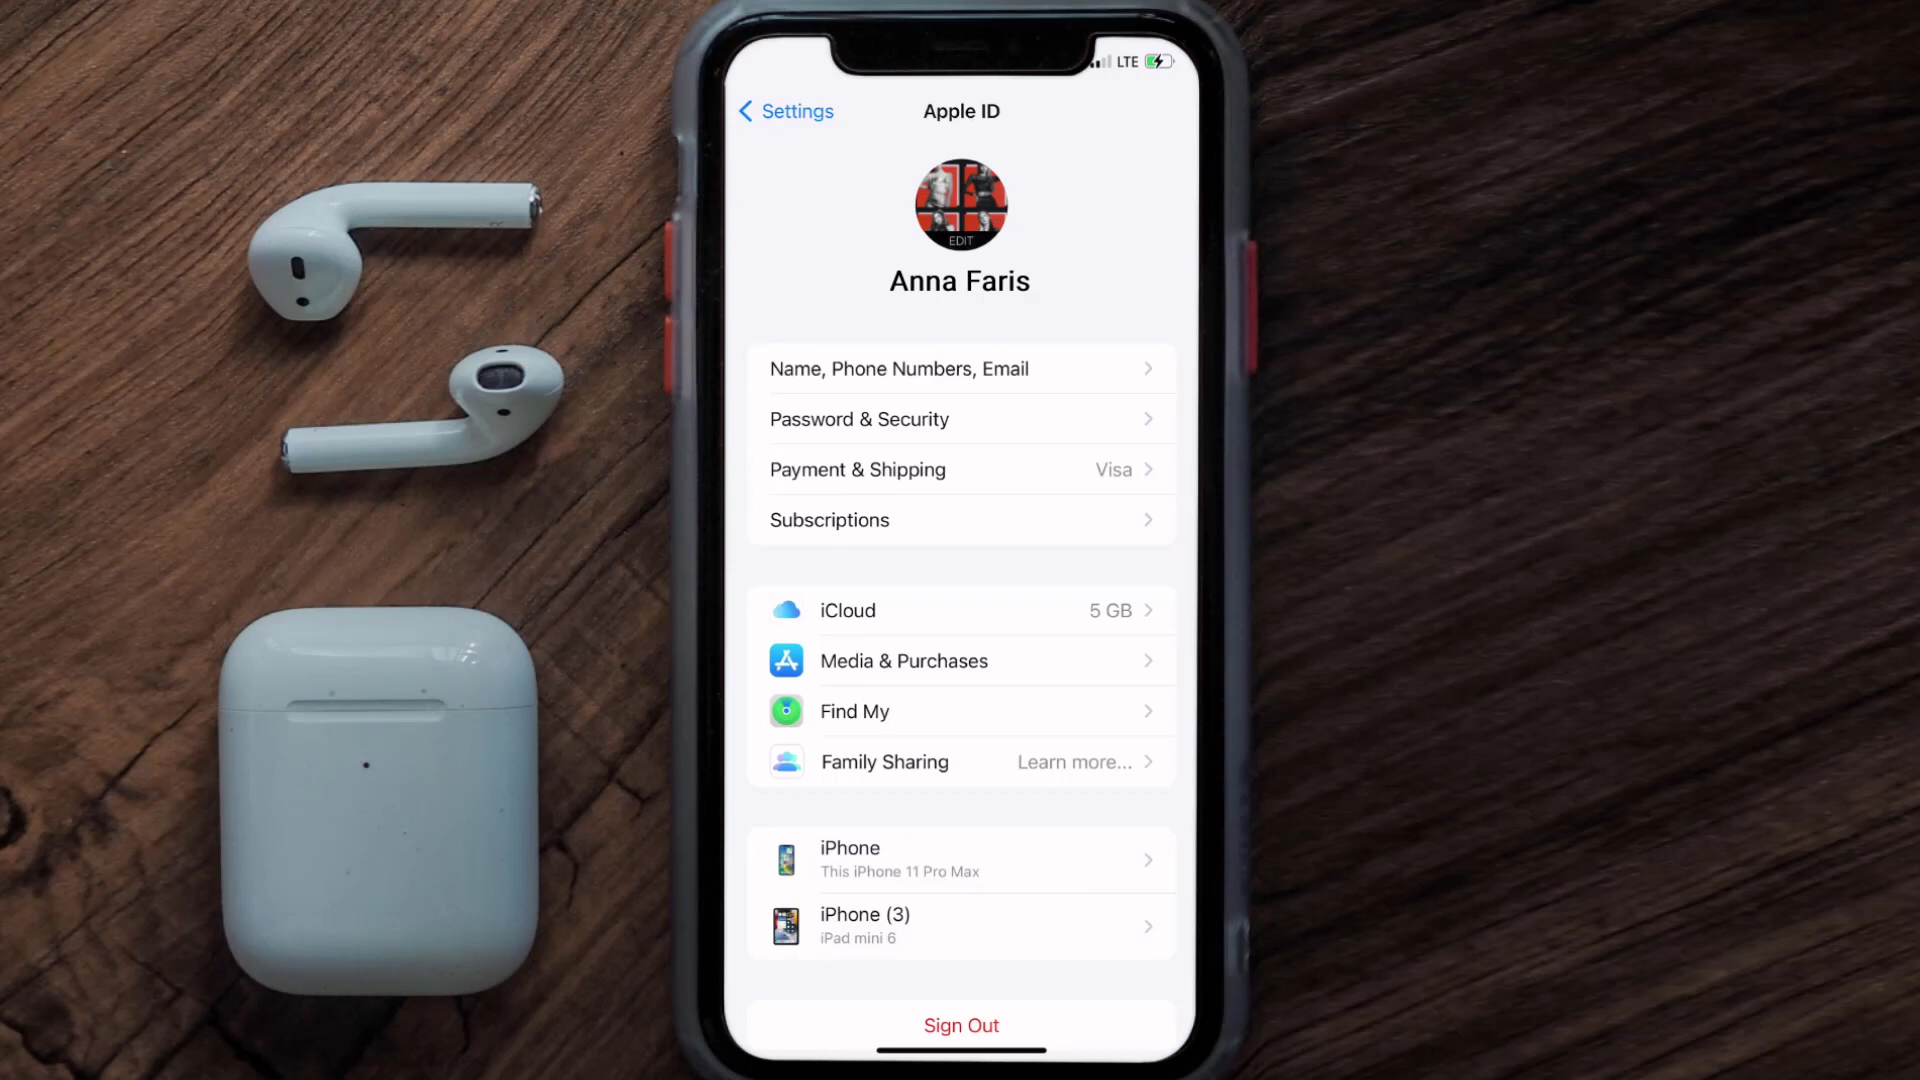 LTE
Settings
Apple ID
EDIT
Anna Faris
Name, Phone Numbers, Email
Password & Security
Payment & Shipping Visa
Subscriptions
iCloud 5 GB
Media & Purchases
Find My
Family Sharing Learn more...
iPhone
This iPhone 11 Pro Max
iPhone (3)
iPad mini 6
Sign Out